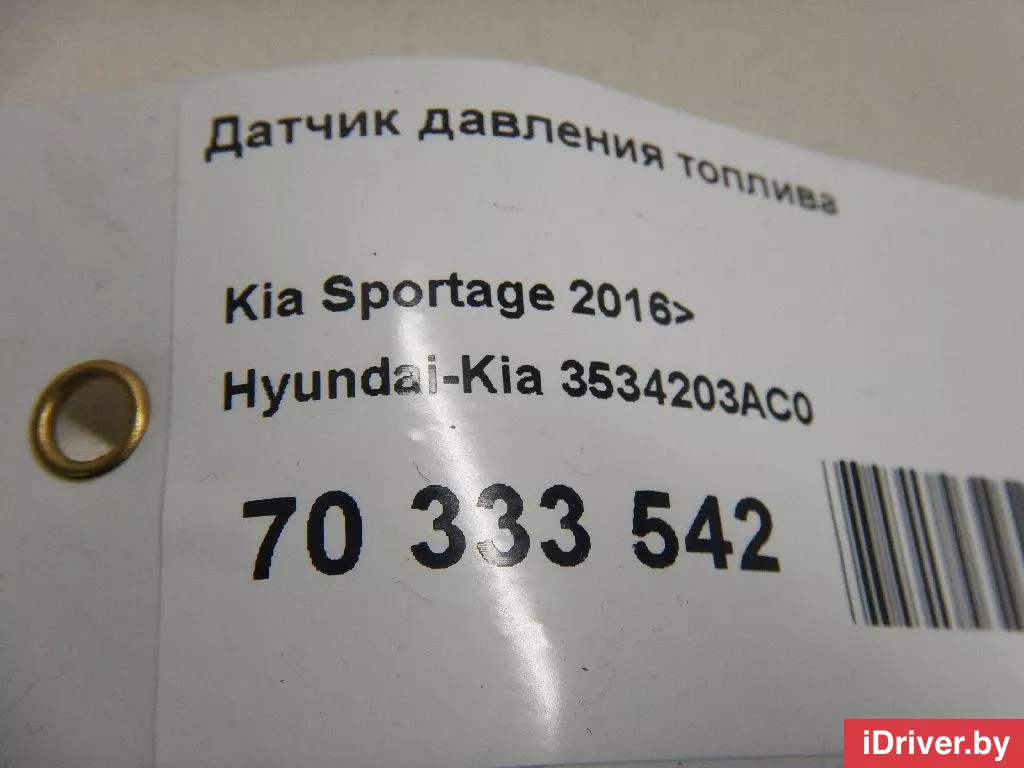 Датчик давления топлива
Kia Sportage 2016>
Hyundai-Kia 3534203AC0
70 333 542
iDriver.by